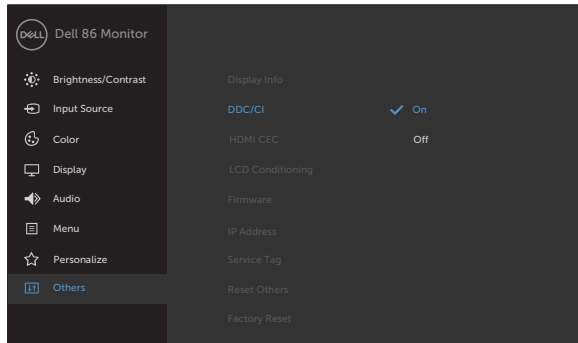 DELL Dell 86 Monitor
Brightness/Contrast
Display Info
Input Source
DDC/CI ✓ On
Color
HDMI CEC Off
Display
LCD Conditioning
Audio
Firmware
Menu
IP Address
Personalize
Service Tag
Others
Reset Others
Factory Reset